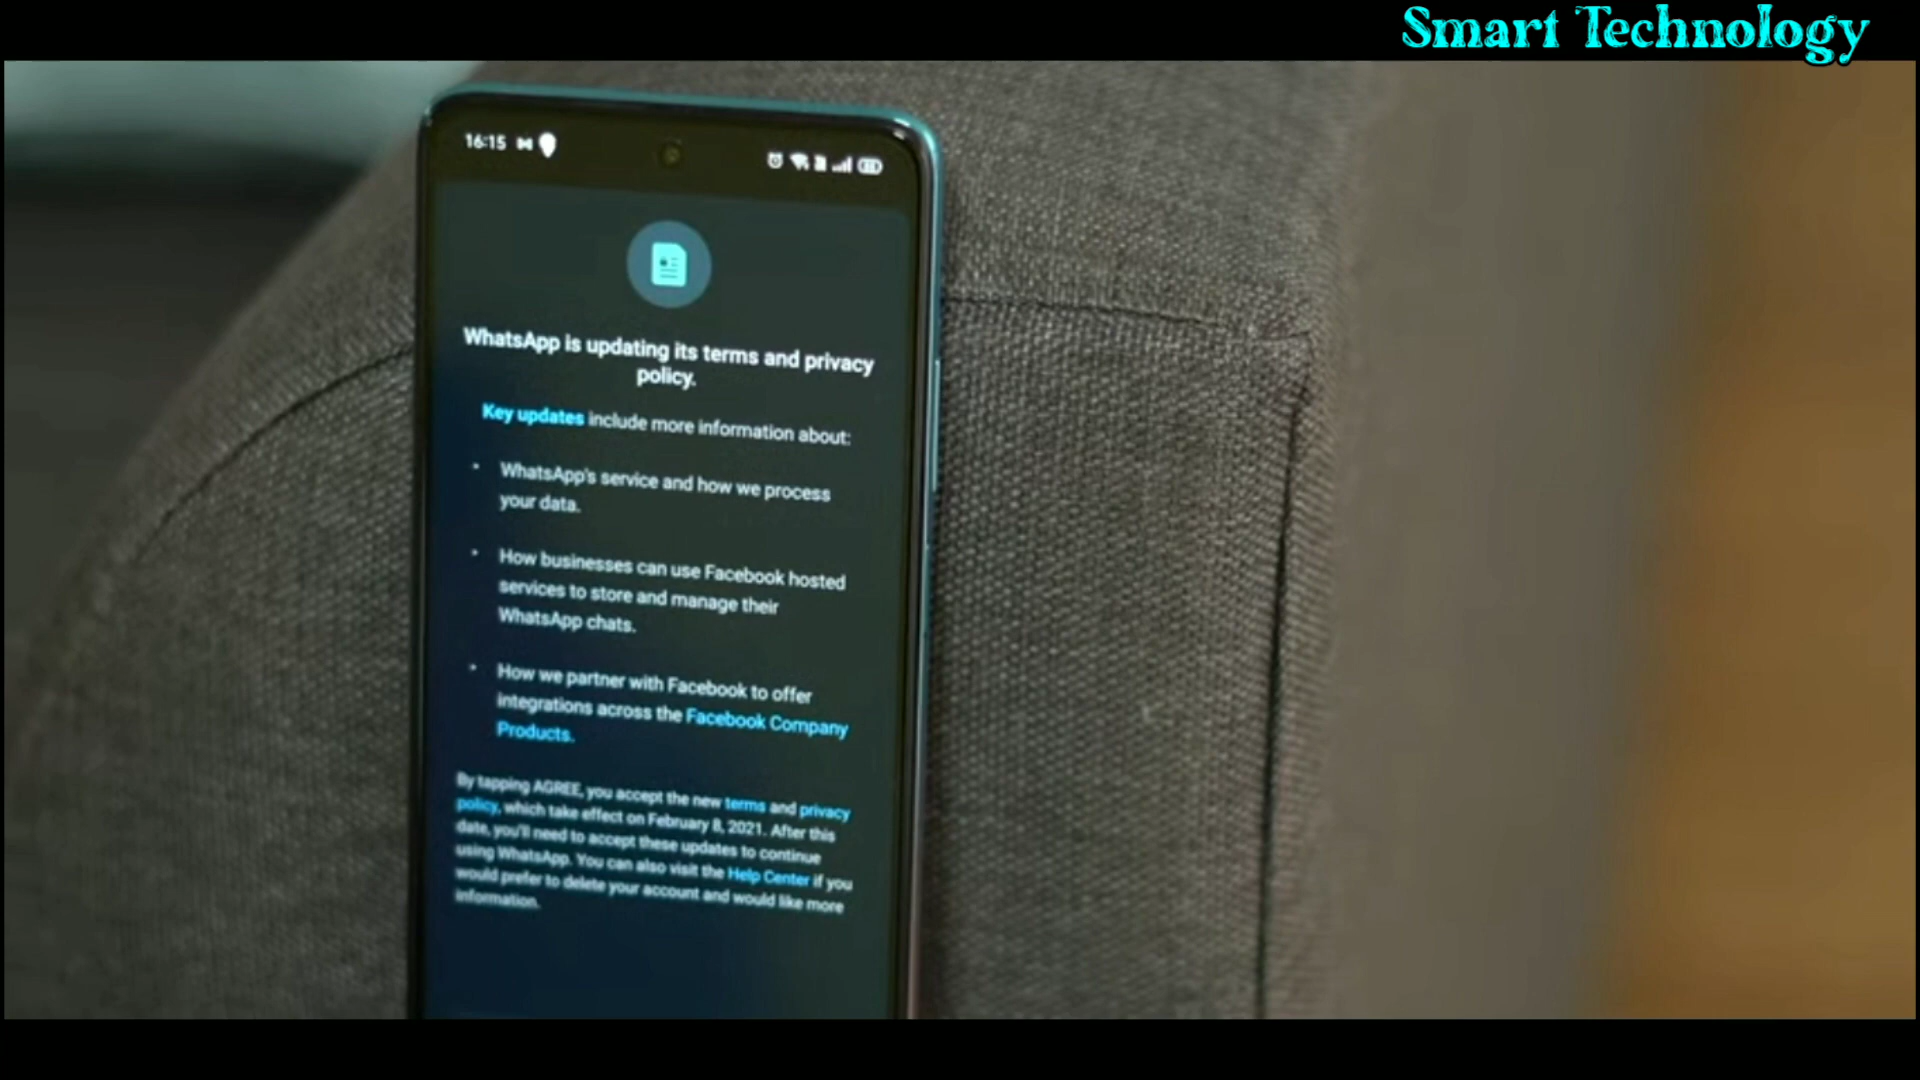 Smart Technology
16:15
WhatsApp is updating its terms and privacy
policy.
Key updates include more information about:
• WhatsApp's service and how we process
your data.
• How businesses can use Facebook hosted
services to store and manage their
WhatsApp chats.
• How we partner with Facebook to offer
integrations across the Facebook Company
Products.
By tapping AGREE, you accept the new terms and privacy
policy, which take effect on February 8, 2021. After this
date, you'll need to accept these updates to continue
using WhatsApp. You can also visit the Help Center if you
would prefer to delete your account and would like more
information.